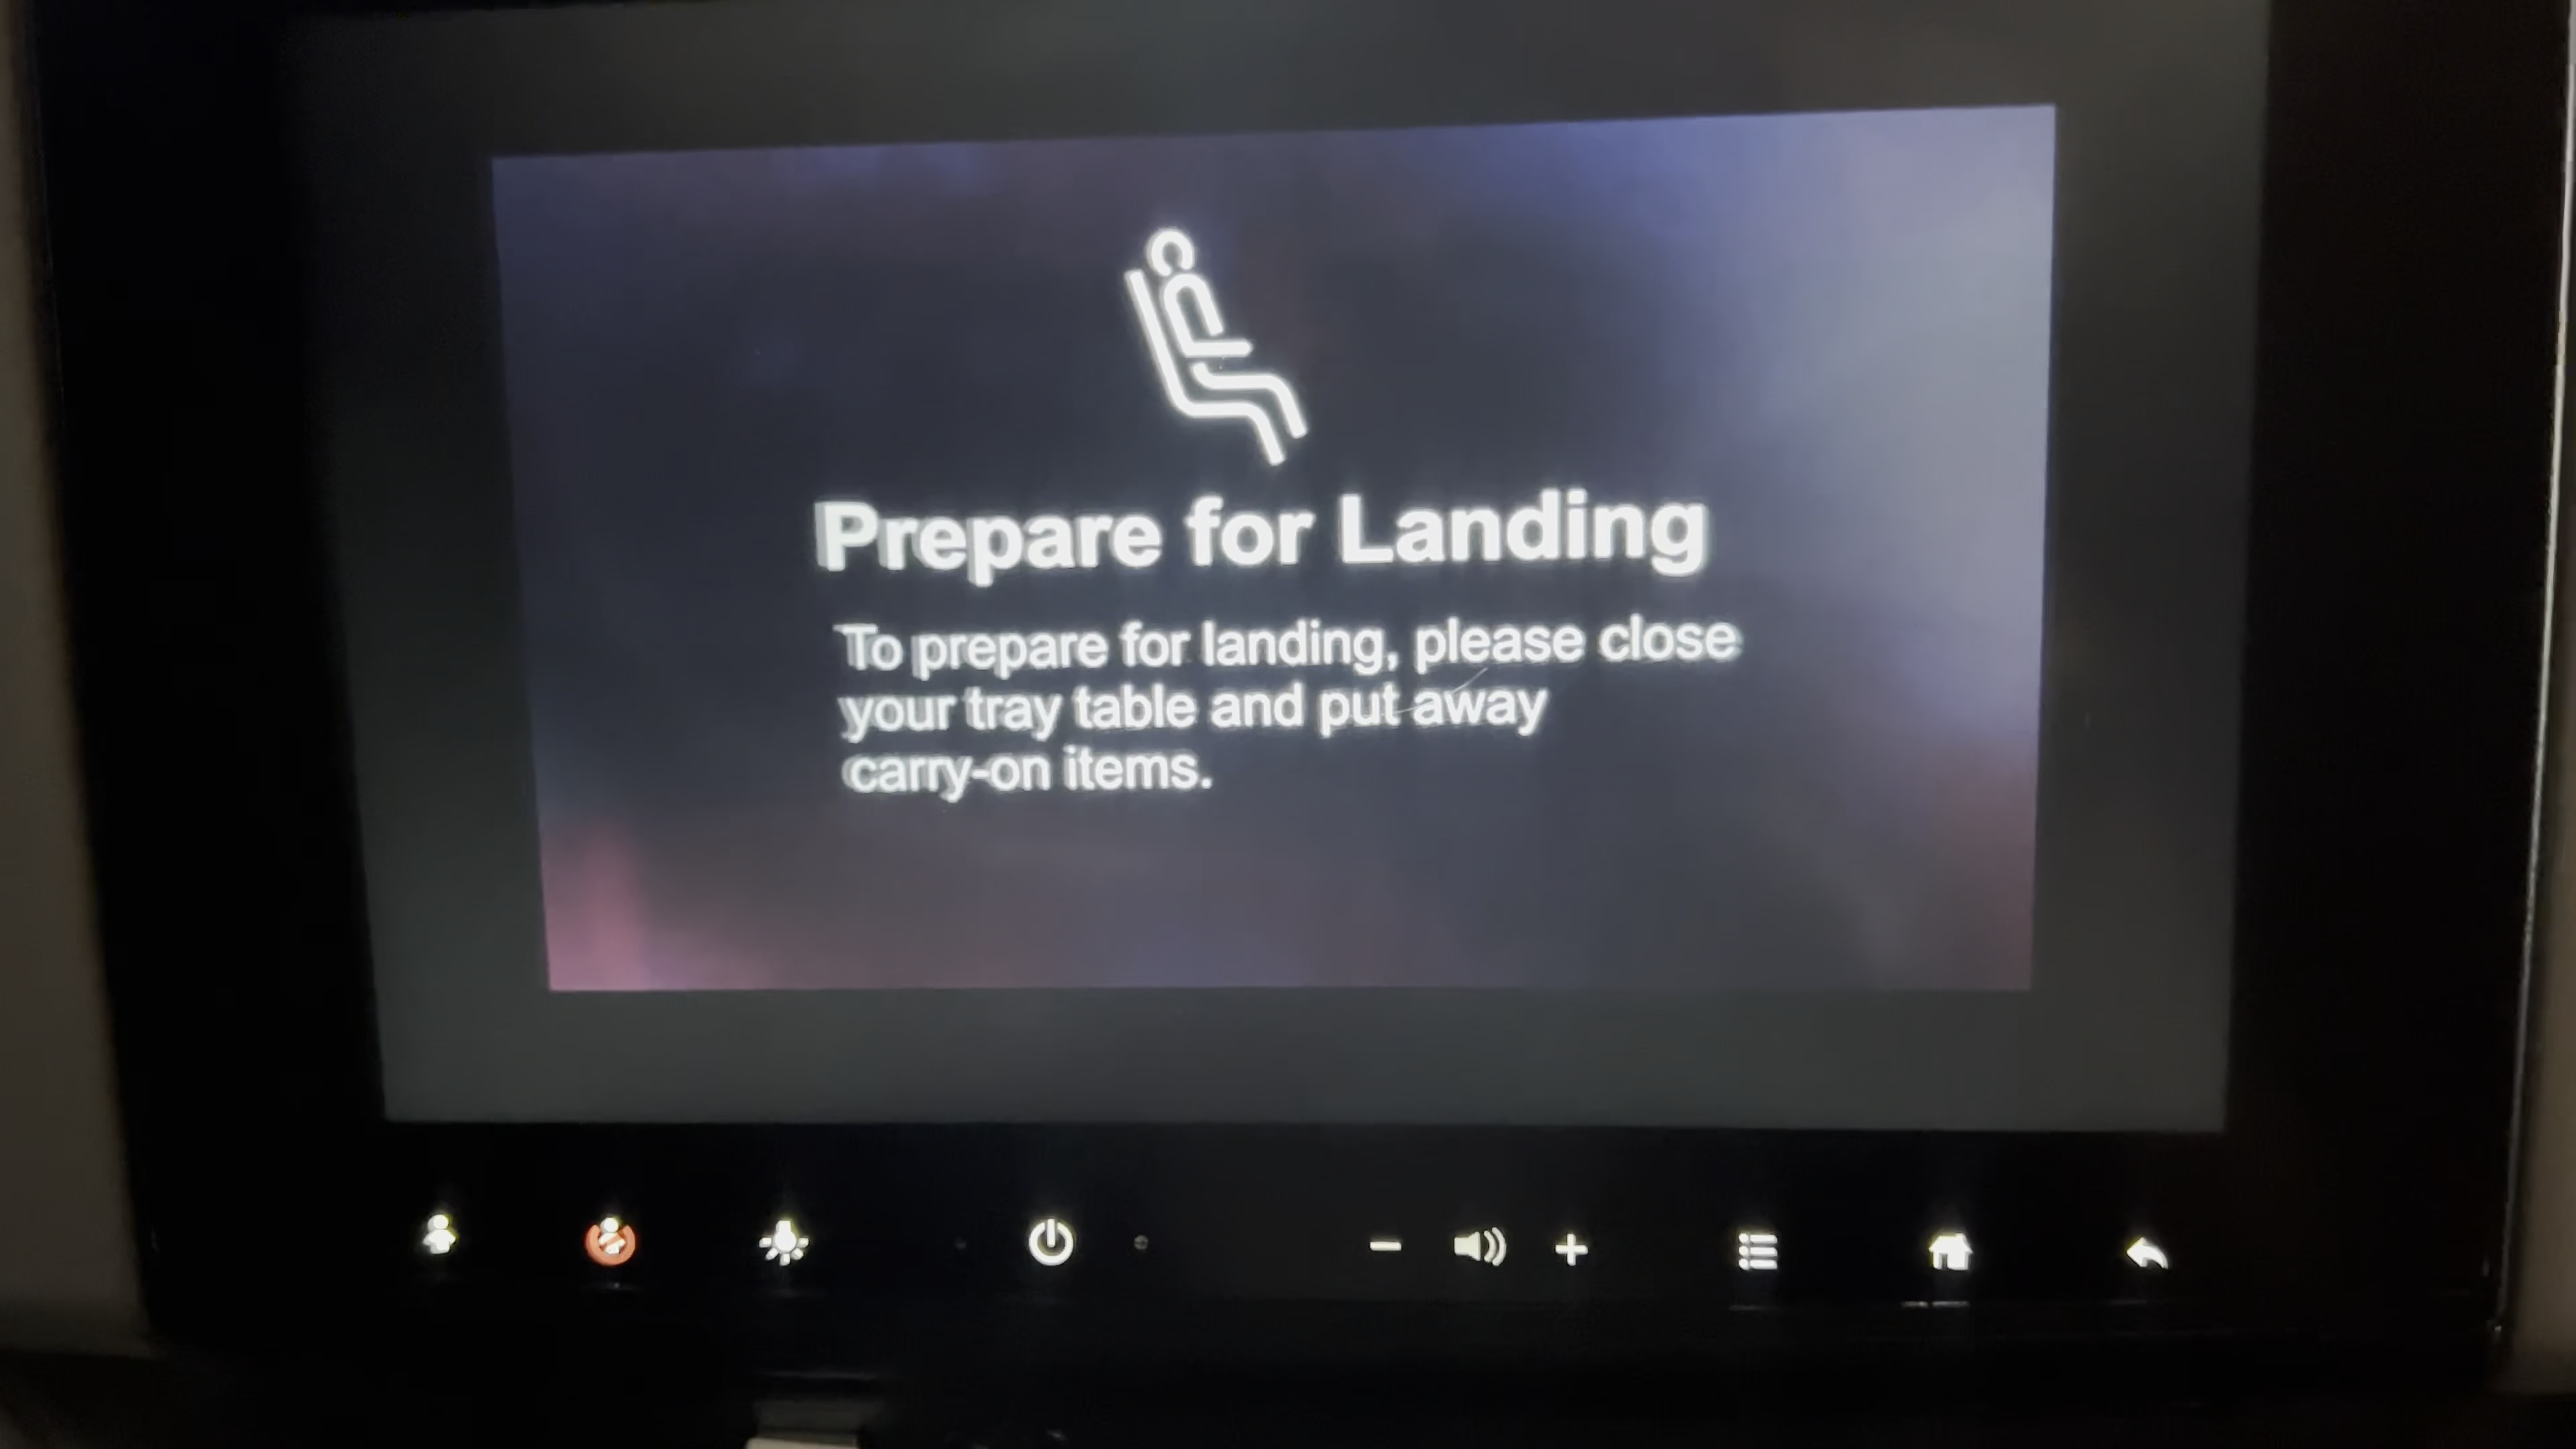 Prepare for Landing
To prepare for landing, please close
your tray table and put away
carry-on items.